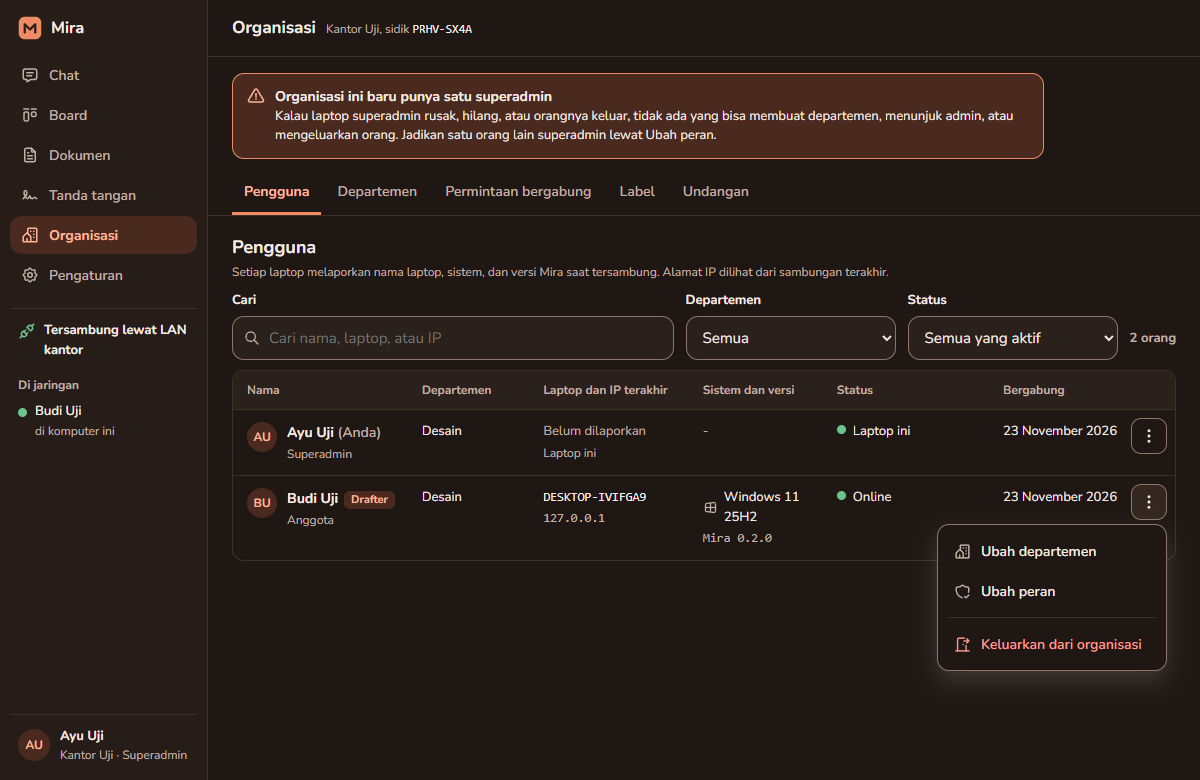 Mira
Chat
Board
Dokumen
Tanda tangan
Organisasi
Pengaturan
Tersambung lewat LAN
kantor
Di jaringan
Budi Uji
di komputer ini
AU
Ayu Uji
Kantor Uji · Superadmin
Organisasi Kantor Uji, sidik PRHV-SX4A
Organisasi ini baru punya satu superadmin
Kalau laptop superadmin rusak, hilang, atau orangnya keluar, tidak ada yang bisa membuat departemen, menunjuk admin, atau
mengeluarkan orang. Jadikan satu orang lain superadmin lewat Ubah peran.
Pengguna Departemen Permintaan bergabung Label Undangan
Pengguna
Setiap laptop melaporkan nama laptop, sistem, dan versi Mira saat tersambung. Alamat IP dilihat dari sambungan terakhir.
Cari Departemen Status
Cari nama, laptop, atau IP Semua Semua yang aktif 2 orang
Nama Departemen Laptop dan IP terakhir Sistem dan versi Status Bergabung
AU Ayu Uji (Anda) Desain Belum dilaporkan - Laptop ini 23 November 2026
Superadmin Laptop ini
BU Budi Uji Drafter Desain DESKTOP-IVIFGA9 Windows 11 Online 23 November 2026
Anggota 127.0.0.1 25H2
Mira 0.2.0
Ubah departemen
Ubah peran
Keluarkan dari organisasi